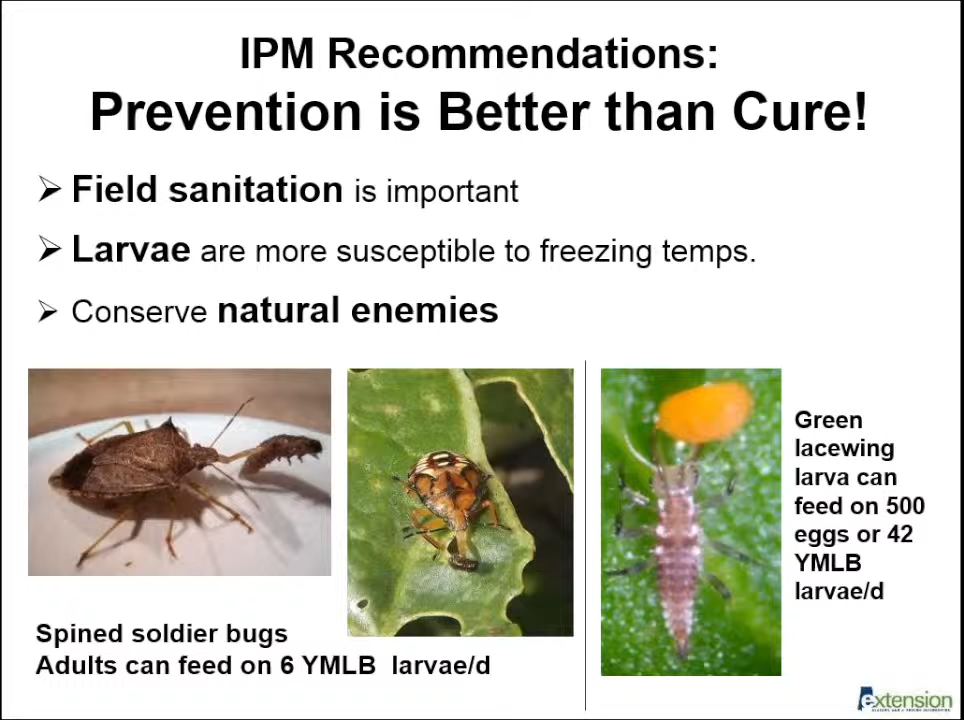 IPM Recommendations:
Prevention is Better than Cure!
➢ Field sanitation is important
➢ Larvae are more susceptible to freezing temps.
➢ Conserve natural enemies
Spined soldier bugs
Adults can feed on 6 YMLB larvae/d
Green
lacewing
larva can
feed on 500
eggs or 42
YMLB
larvae/d
extension